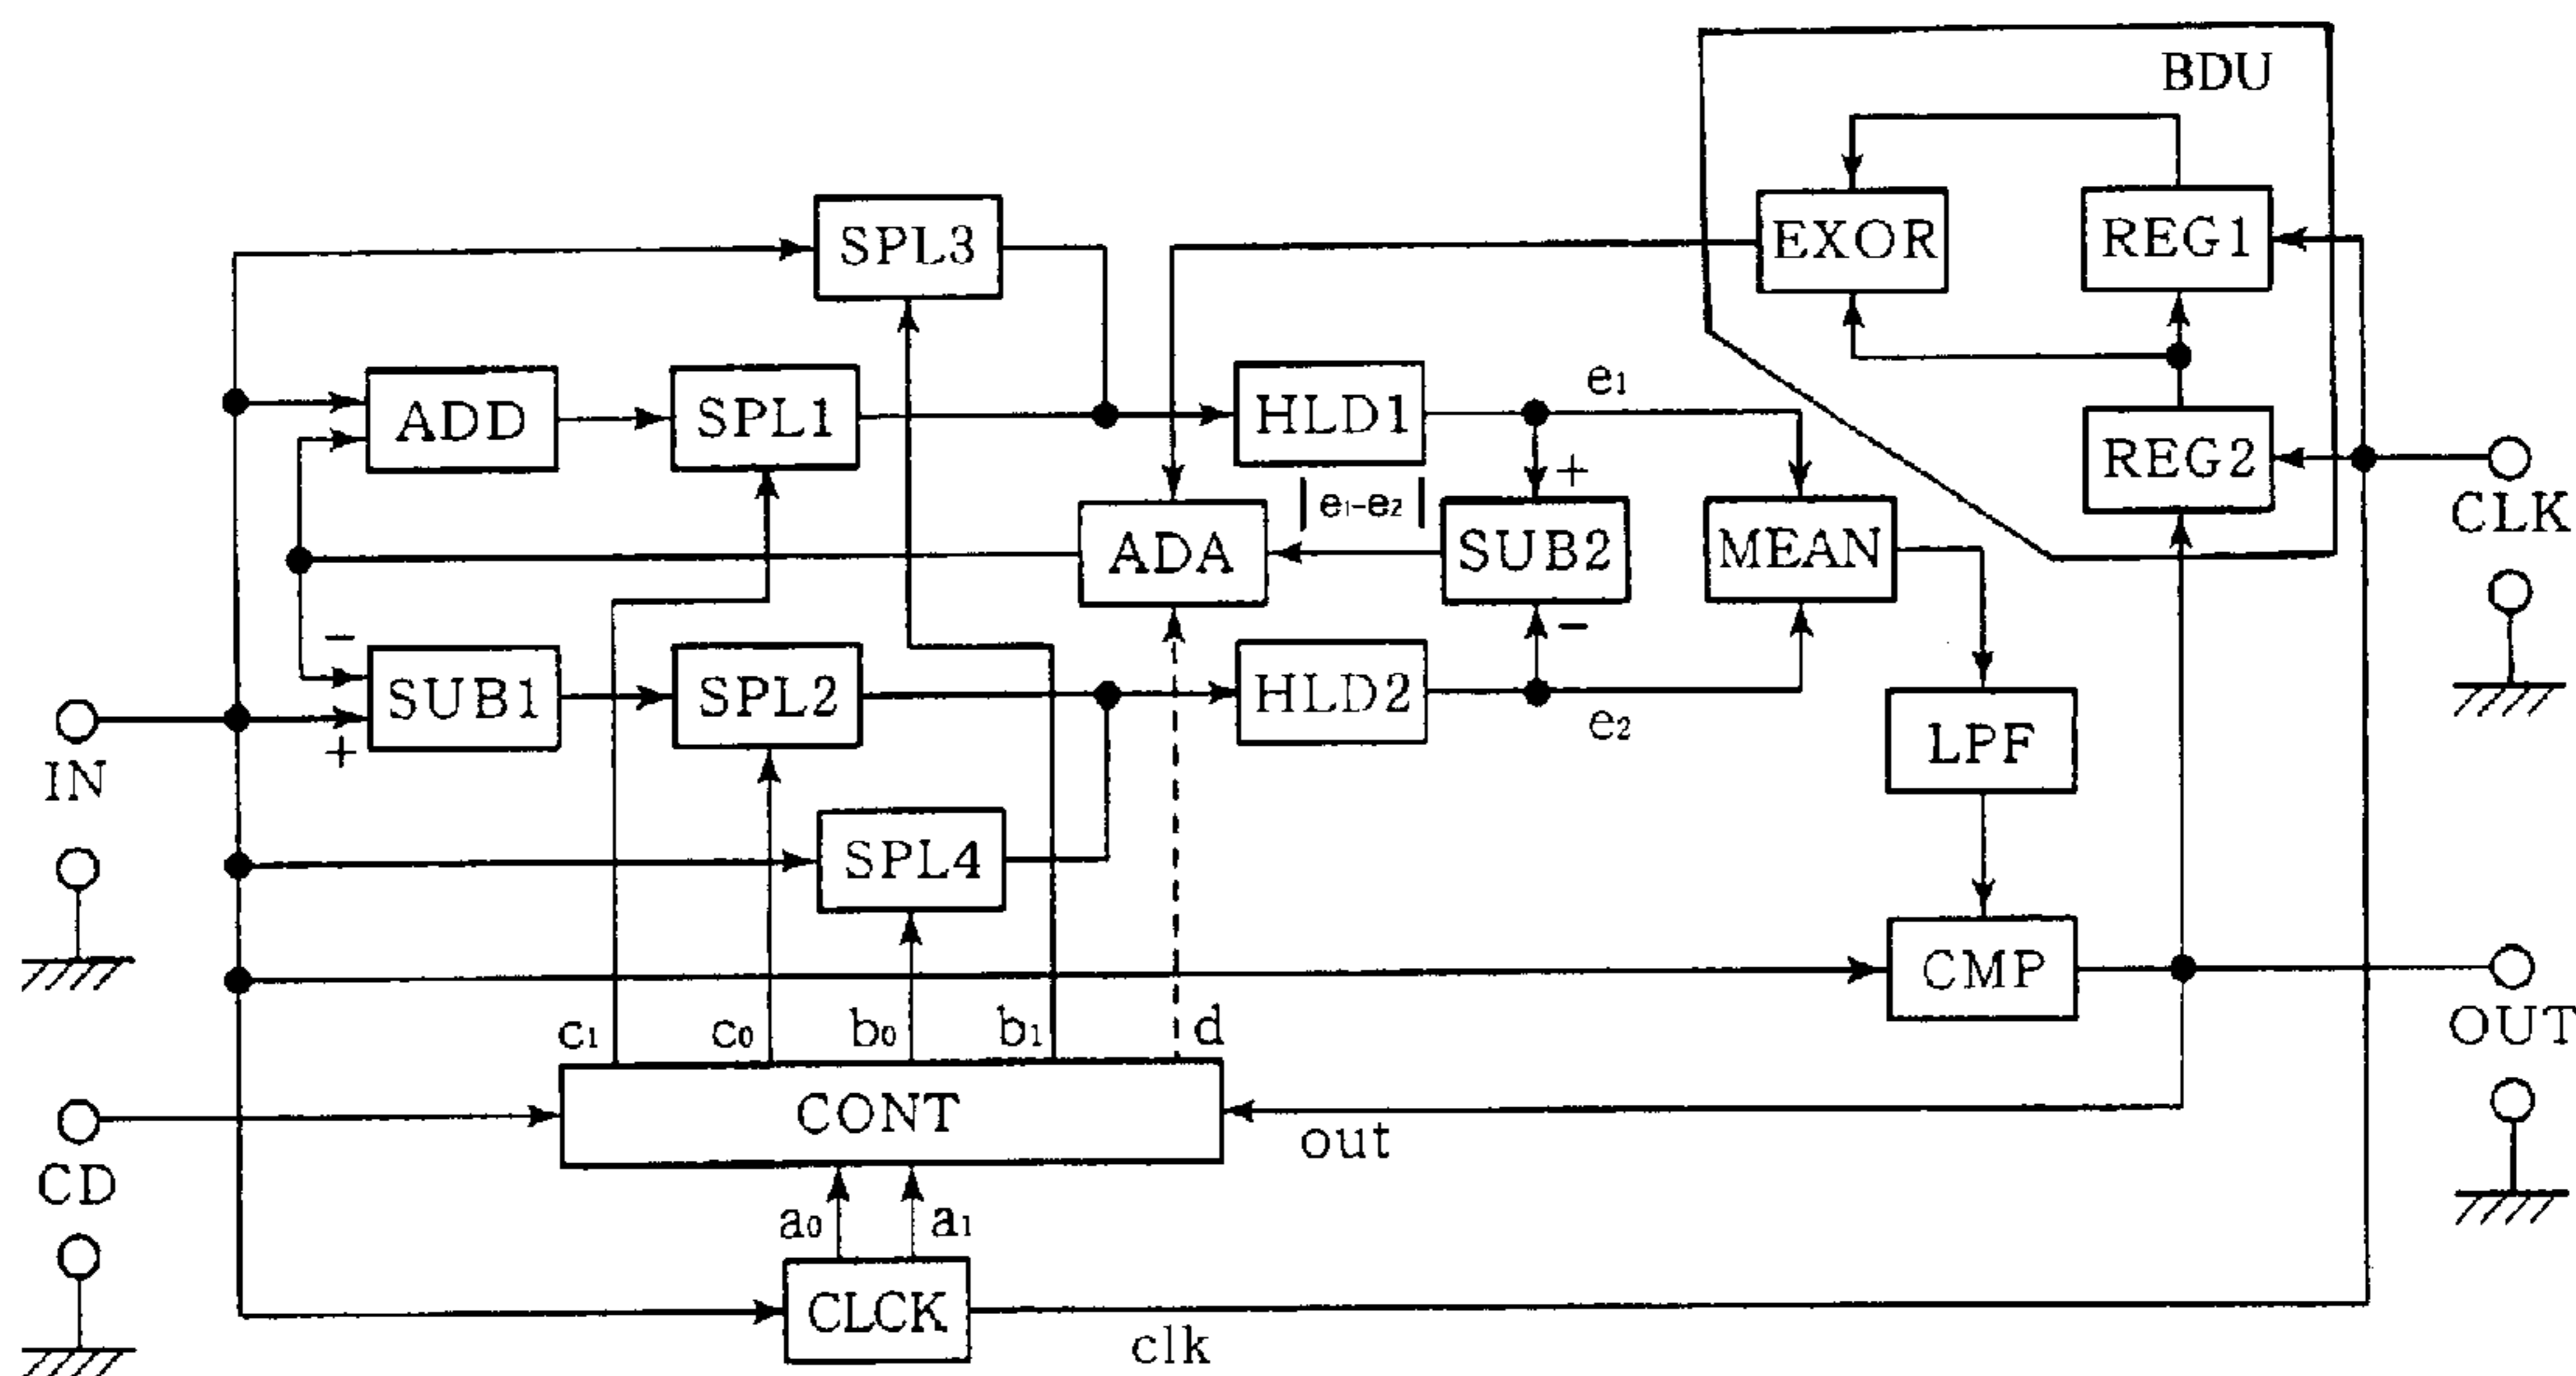 BDU
EXOR
REG1
SPL3
ADD
SPL1
HLD1
e1
REG2
CLK
+
|e1-e2|
ADA
SUB2
MEAN
−
−
SUB1
SPL2
HLD2
e2
LPF
IN
+
SPL4
CMP
OUT
c1
c0
b0
b1
d
CONT
out
CD
a0
a1
CLCK
clk